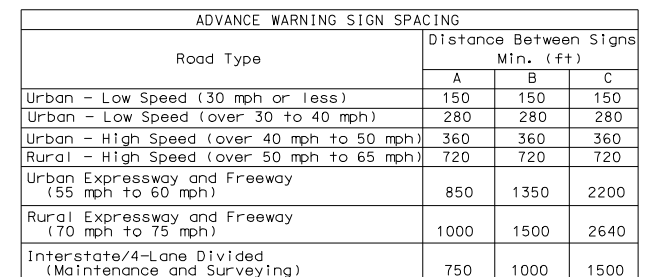 ADVANCE WARNING SIGN SPACING
Road Type
Distance Between Signs
Min. (ft)
A B C
Urban - Low Speed (30 mph or less) 150 150 150
Urban - Low Speed (over 30 to 40 mph) 280 280 280
Urban - High Speed (over 40 mph to 50 mph) 360 360 360
Rural - High Speed (over 50 mph to 65 mph) 720 720 720
Urban Expressway and Freeway
(55 mph to 60 mph) 850 1350 2200
Rural Expressway and Freeway
(70 mph to 75 mph) 1000 1500 2640
Interstate/4-Lane Divided
(Maintenance and Surveying) 750 1000 1500